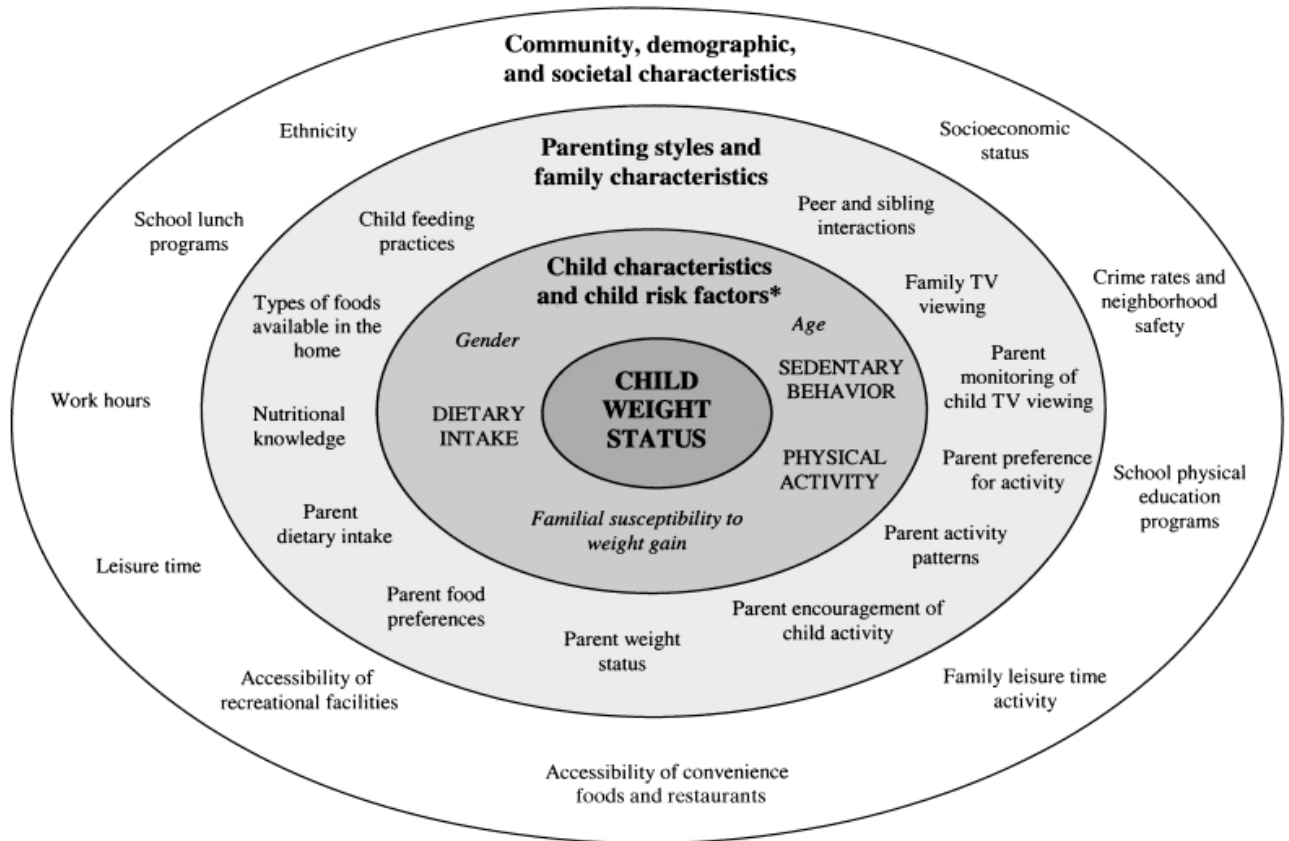 Community, demographic,
and societal characteristics
Ethnicity
Socioeconomic
status
School lunch
programs
Crime rates and
neighborhood
safety
Work hours
School physical
education
programs
Leisure time
Accessibility of
recreational facilities
Family leisure time
activity
Accessibility of convenience
foods and restaurants
Parenting styles and
family characteristics
Child feeding
practices
Peer and sibling
interactions
Types of foods
available in the
home
Family TV
viewing
Nutritional
knowledge
Parent
monitoring of
child TV viewing
Parent
dietary intake
Parent preference
for activity
Parent food
preferences
Parent activity
patterns
Parent weight
status
Parent encouragement of
child activity
Child characteristics
and child risk factors*
Gender
Age
DIETARY
INTAKE
SEDENTARY
BEHAVIOR
PHYSICAL
ACTIVITY
Familial susceptibility to
weight gain
CHILD
WEIGHT
STATUS